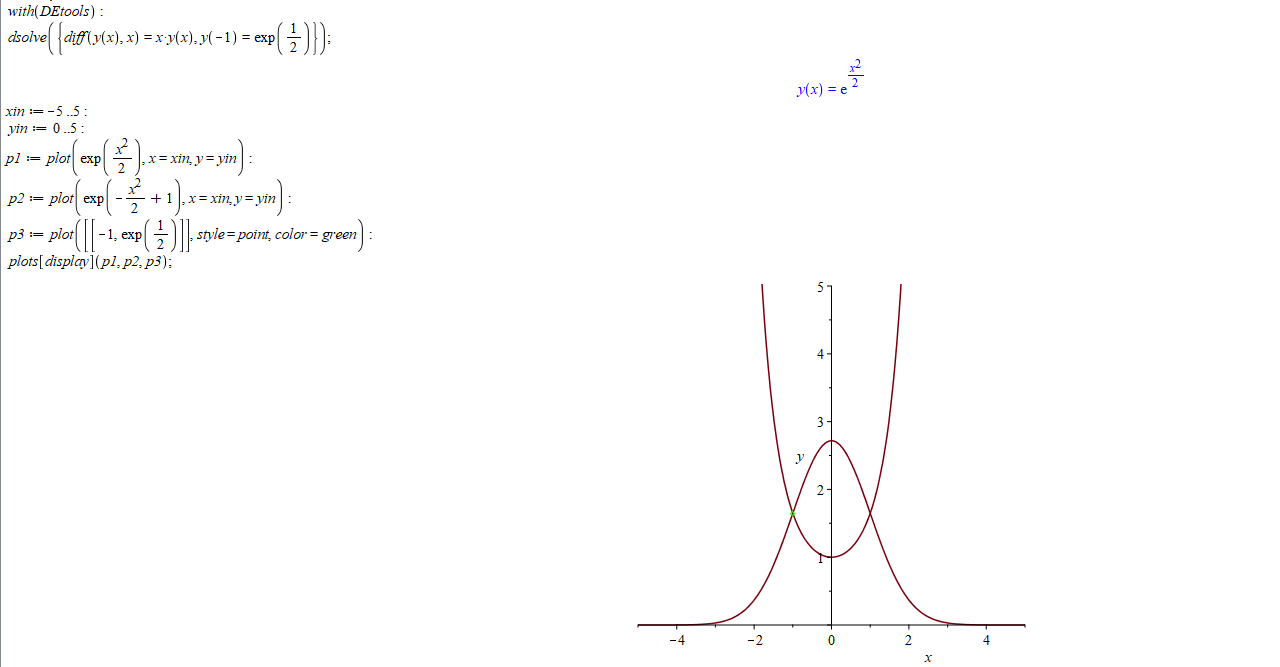 with(DEtools) :
dsolve({diff(y(x), x) = x·y(x), y(−1) = exp(1/2)});
y(x) = e^(x^2/2)
xin := −5 ..5 :
yin := 0 ..5 :
p1 := plot(exp(x^2/2), x = xin, y = yin) :
p2 := plot(exp(−x^2/2 + 1), x = xin, y = yin) :
p3 := plot([[−1, exp(1/2)]], style = point, color = green) :
plots[display](p1, p2, p3);
5
4
3
y
2
1
−4 −2 0 2 4
x